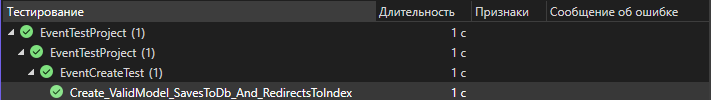 Тестирование Длительность Признаки Сообщение об ошибке
EventTestProject (1) 1 с
EventTestProject (1) 1 с
EventCreateTest (1) 1 с
Create_ValidModel_SavesToDb_And_RedirectsToIndex 1 с